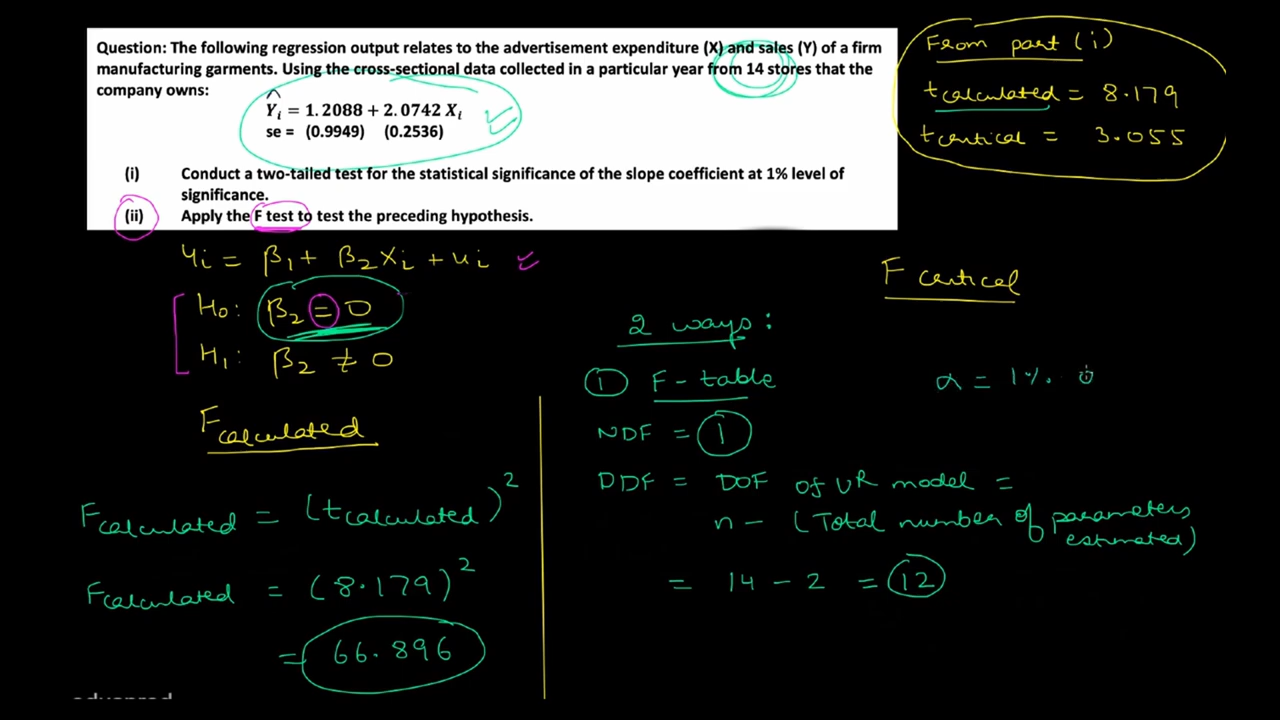 Question: The following regression output relates to the advertisement expenditure (X) and sales (Y) of a firm
manufacturing garments. Using the cross-sectional data collected in a particular year from 14 stores that the
company owns:
Ŷi = 1.2088 + 2.0742 Xi
se = (0.9949) (0.2536)
(i) Conduct a two-tailed test for the statistical significance of the slope coefficient at 1% level of
significance.
(ii) Apply the F test to test the preceding hypothesis.
From part (i)
tcalculated = 8.179
tcritical = 3.055
Yi = β1 + β2 Xi + ui
H0: β2 = 0
H1: β2 ≠ 0
Fcalculated
Fcalculated = (tcalculated)²
Fcalculated = (8.179)²
= 66.896
F critical
2 ways:
① F-table
α = 1%. 0
NDF = 1
DDF = DOF of UR model =
n - (Total number of parameters
estimated)
= 14 - 2 = 12